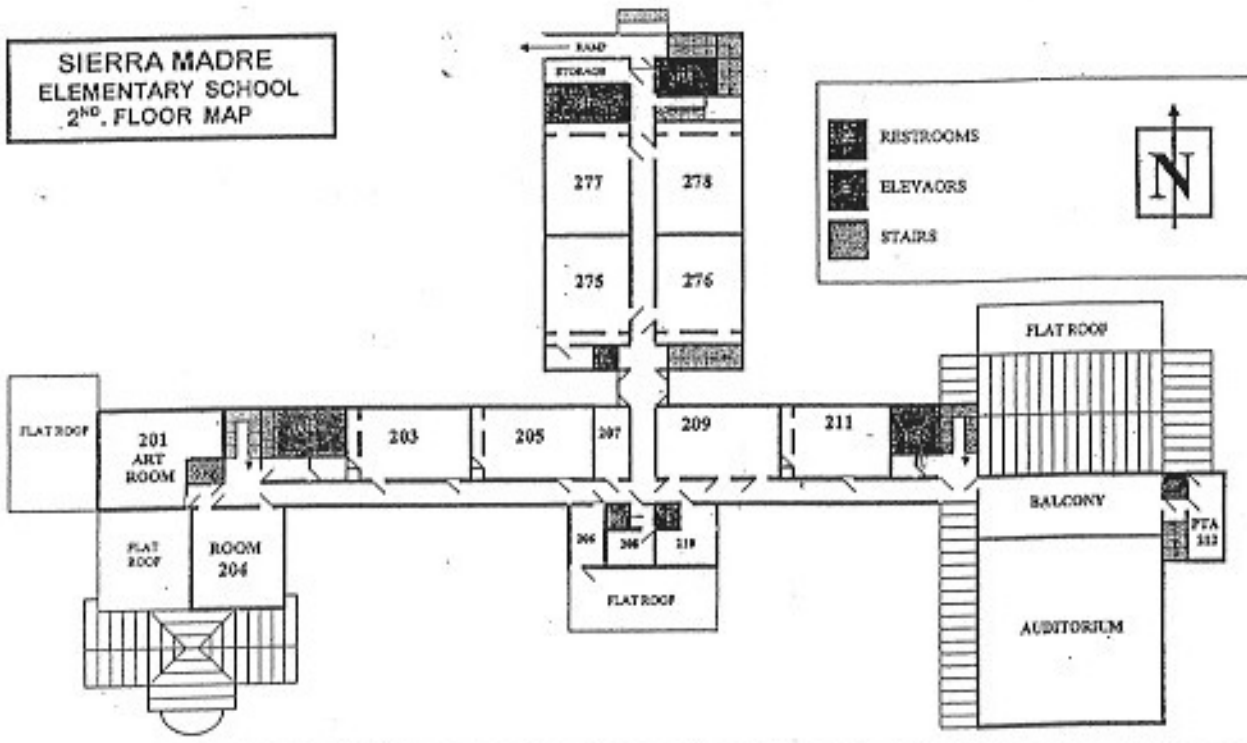 SIERRA MADRE
ELEMENTARY SCHOOL
2ND. FLOOR MAP
RAMP
STORAGE
RESTROOMS
ELEVAORS
STAIRS
N
277
278
275
276
FLAT ROOF
FLAT ROOF
201
ART
ROOM
203
205
207
209
211
BALCONY
PTA
FLAT
ROOF
ROOM
204
206
210
FLAT ROOF
AUDITORIUM